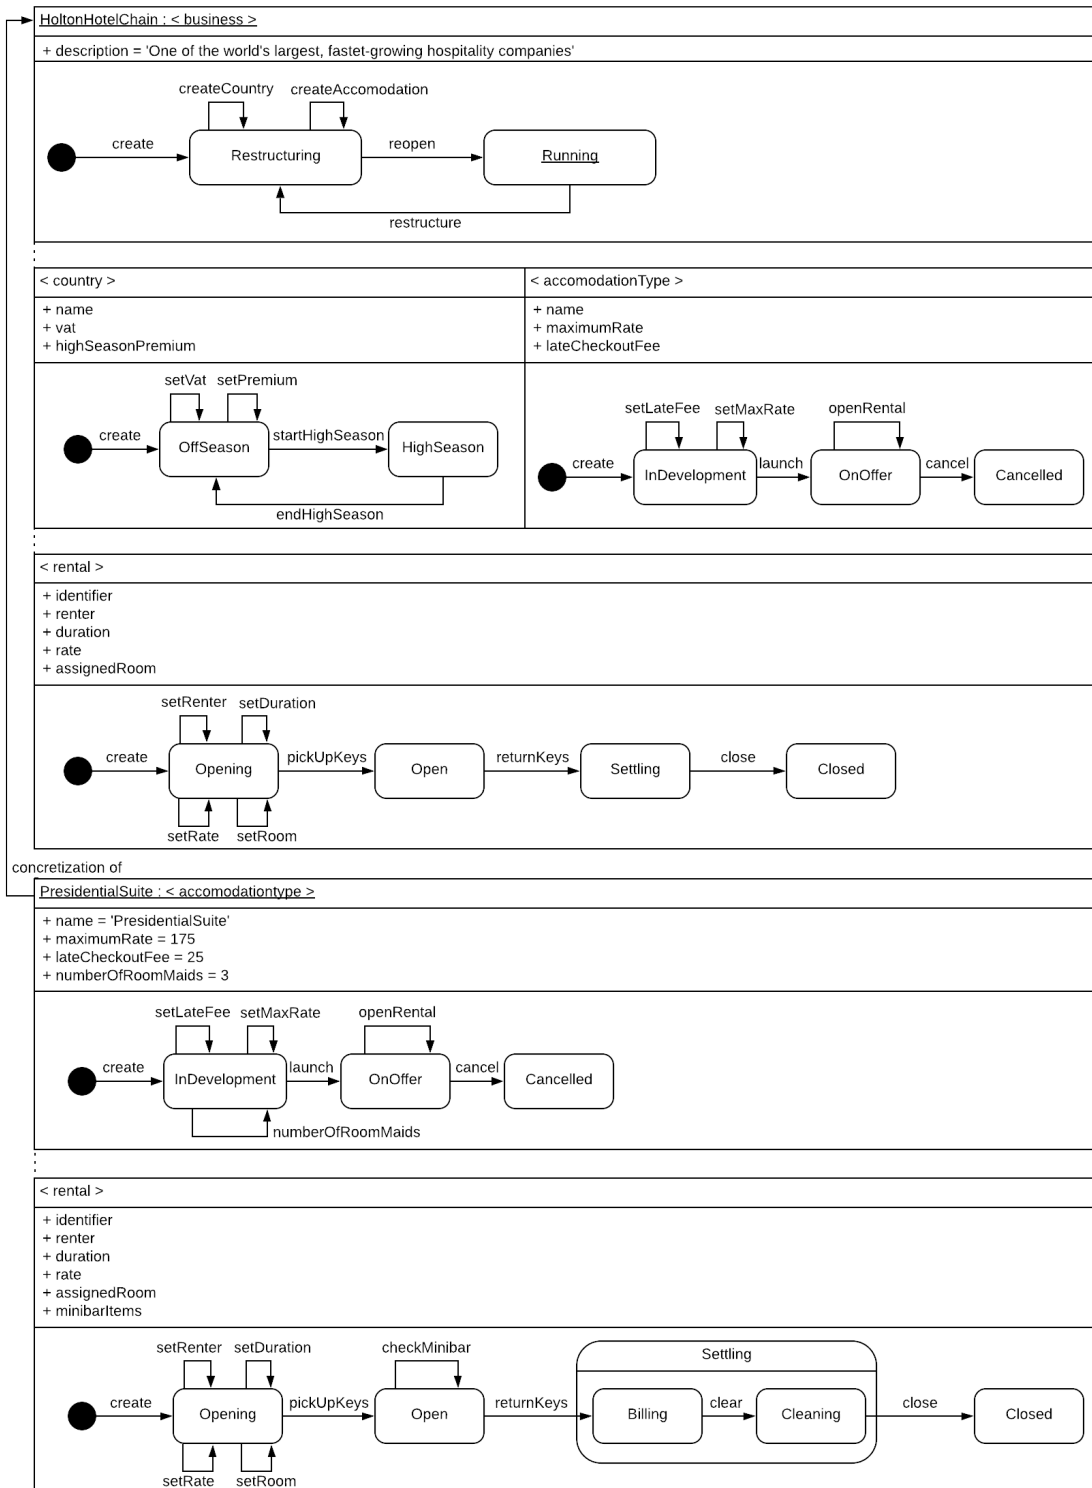 HoltonHotelChain : < business >
+ description = 'One of the world's largest, fastet-growing hospitality companies'
createCountry createAccomodation
create Restructuring reopen Running
restructure
< country >
+ name
+ vat
+ highSeasonPremium
setVat setPremium
create OffSeason startHighSeason HighSeason
endHighSeason
< accomodationType >
+ name
+ maximumRate
+ lateCheckoutFee
setLateFee setMaxRate openRental
create InDevelopment launch OnOffer cancel Cancelled
< rental >
+ identifier
+ renter
+ duration
+ rate
+ assignedRoom
setRenter setDuration
create Opening pickUpKeys Open returnKeys Settling close Closed
setRate setRoom
concretization of
PresidentialSuite : < accomodationtype >
+ name = 'PresidentialSuite'
+ maximumRate = 175
+ lateCheckoutFee = 25
+ numberOfRoomMaids = 3
setLateFee setMaxRate openRental
create InDevelopment launch OnOffer cancel Cancelled
numberOfRoomMaids
< rental >
+ identifier
+ renter
+ duration
+ rate
+ assignedRoom
+ minibarItems
setRenter setDuration checkMinibar Settling
create Opening pickUpKeys Open returnKeys Billing clear Cleaning close Closed
setRate setRoom